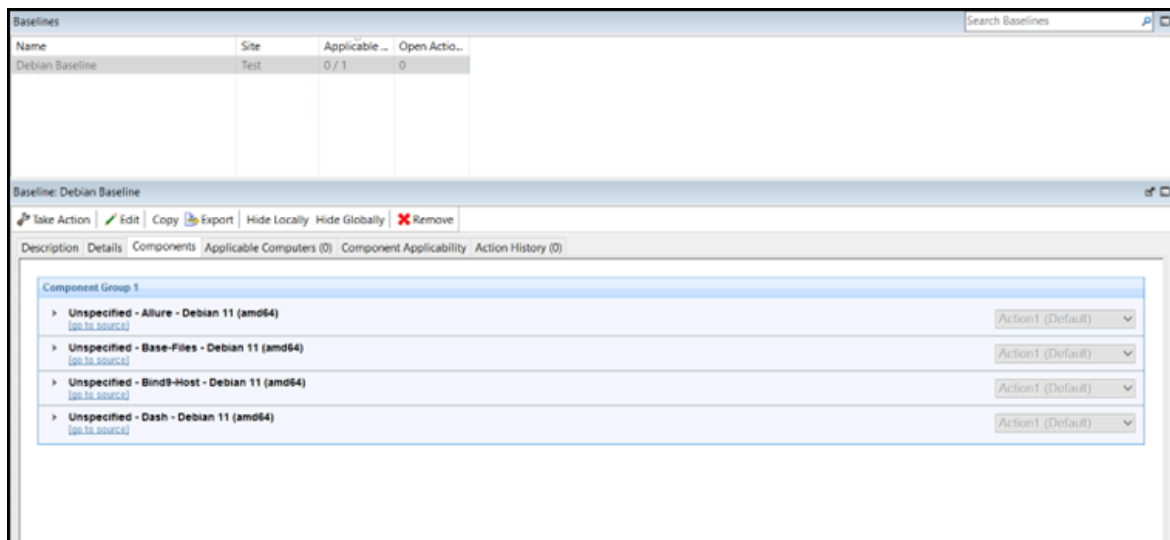 Baselines Search Baselines
Name Site Applicable ... Open Actio...
Debian Baseline Test 0 / 1 0
Baseline: Debian Baseline
Take Action Edit Copy Export Hide Locally Hide Globally Remove
Description Details Components Applicable Computers (0) Component Applicability Action History (0)
Component Group 1
Unspecified - Allure - Debian 11 (amd64)
[go to source] Action1 (Default)
Unspecified - Base-Files - Debian 11 (amd64)
[go to source] Action1 (Default)
Unspecified - Bind9-Host - Debian 11 (amd64)
[go to source] Action1 (Default)
Unspecified - Dash - Debian 11 (amd64)
[go to source] Action1 (Default)